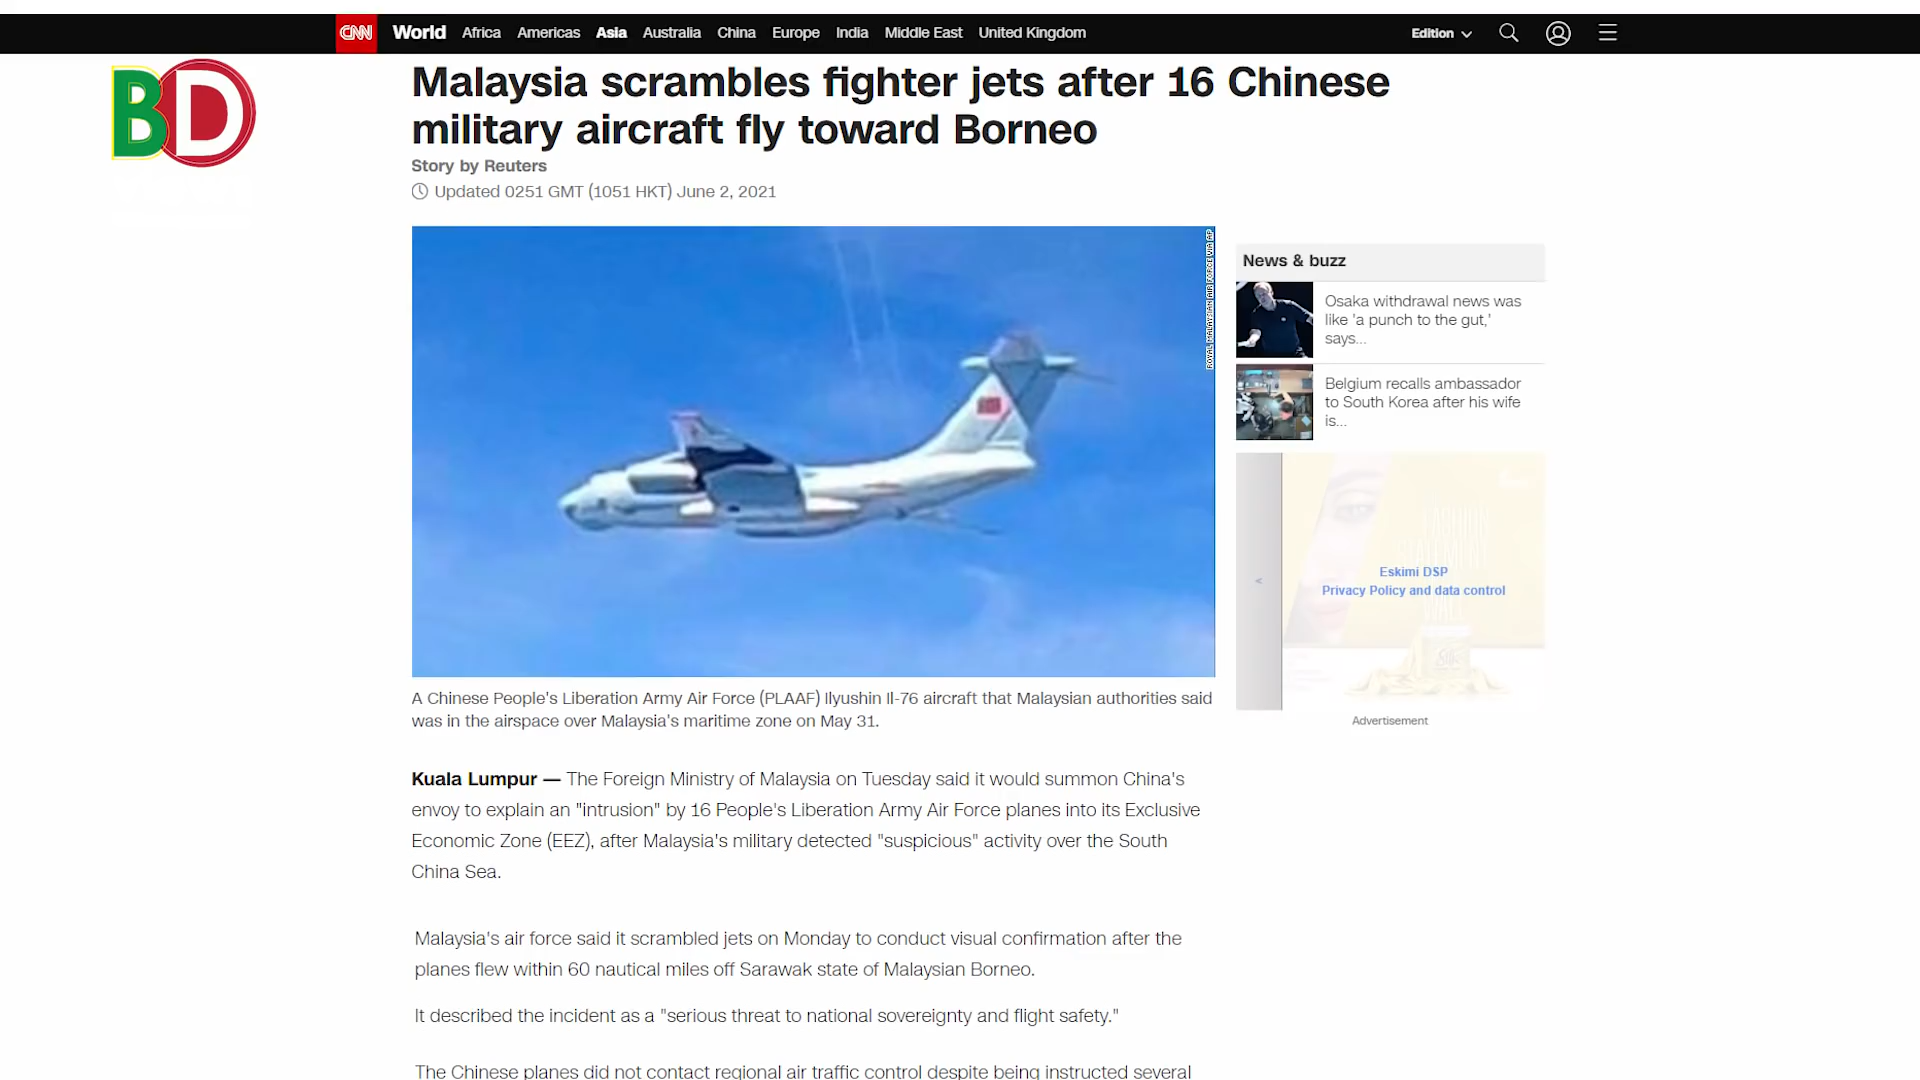 CNN World Africa Americas Asia Australia China Europe India Middle East United Kingdom Edition
BD
Malaysia scrambles fighter jets after 16 Chinese
military aircraft fly toward Borneo
Story by Reuters
Updated 0251 GMT (1051 HKT) June 2, 2021
ROYAL MALAYSIAN AIR FORCE VIA AP
News & buzz
Osaka withdrawal news was
like 'a punch to the gut,'
says...
Belgium recalls ambassador
to South Korea after his wife
is...
<
Eskimi DSP
Privacy Policy and data control
Advertisement
A Chinese People's Liberation Army Air Force (PLAAF) Ilyushin Il-76 aircraft that Malaysian authorities said
was in the airspace over Malaysia's maritime zone on May 31.
Kuala Lumpur — The Foreign Ministry of Malaysia on Tuesday said it would summon China's
envoy to explain an "intrusion" by 16 People's Liberation Army Air Force planes into its Exclusive
Economic Zone (EEZ), after Malaysia's military detected "suspicious" activity over the South
China Sea.
Malaysia's air force said it scrambled jets on Monday to conduct visual confirmation after the
planes flew within 60 nautical miles off Sarawak state of Malaysian Borneo.
It described the incident as a "serious threat to national sovereignty and flight safety."
The Chinese planes did not contact regional air traffic control despite being instructed several